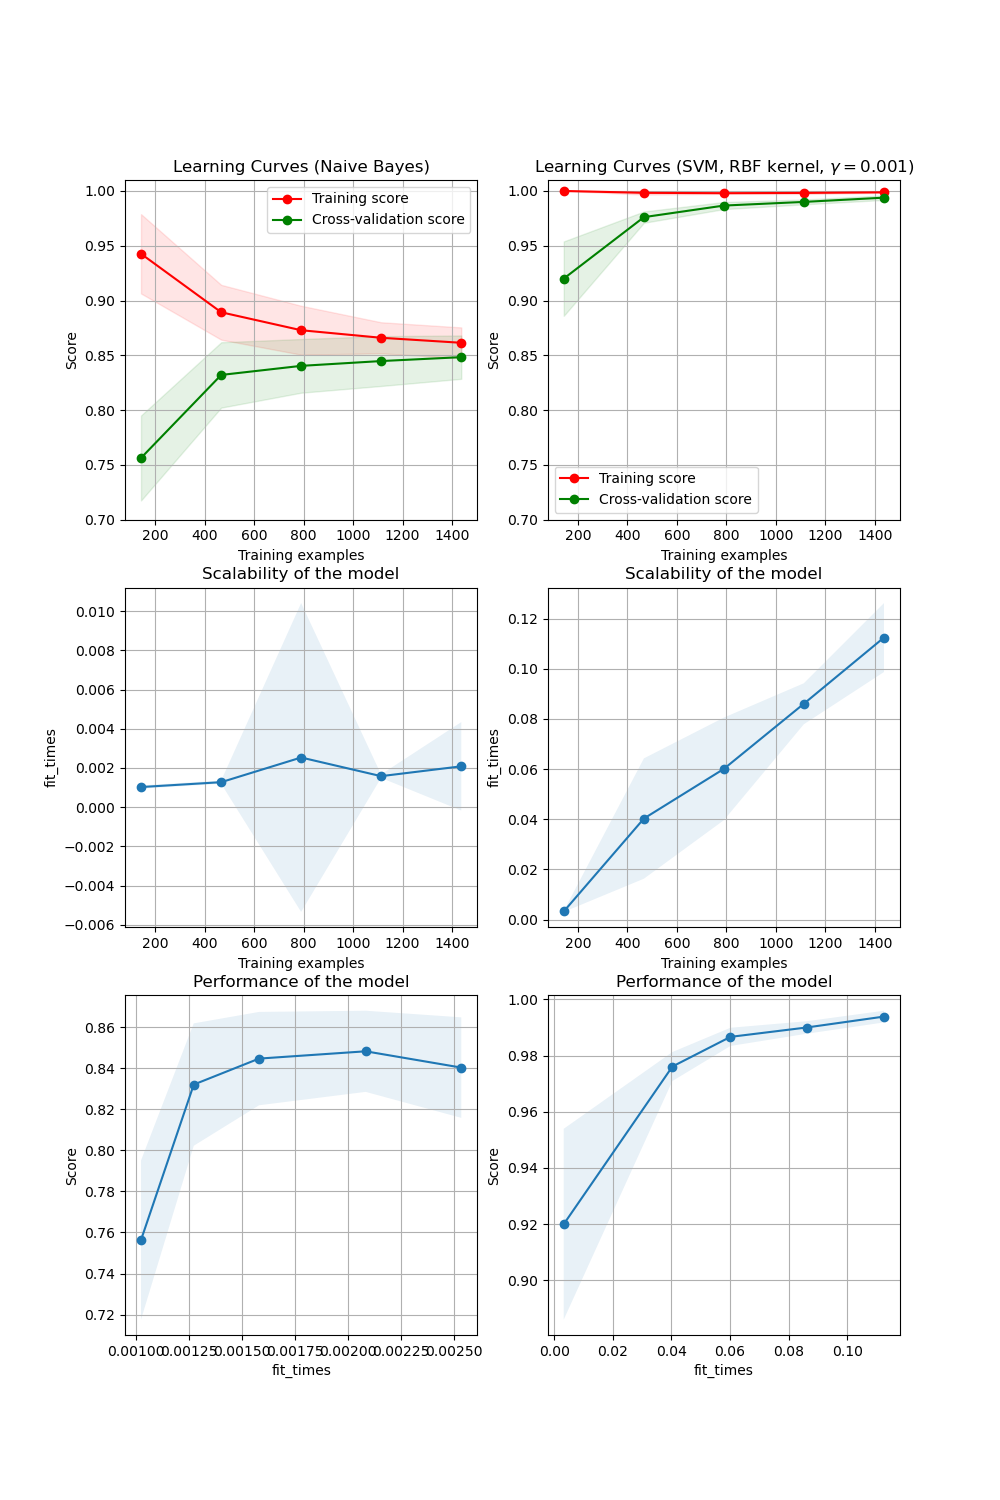 Learning Curves (Naive Bayes)
1.00
0.95
0.90
0.85
0.80
0.75
0.70
Score
Training score
Cross-validation score
200 400 600 800 1000 1200 1400
Training examples
Learning Curves (SVM, RBF kernel, γ = 0.001)
1.00
0.95
0.90
0.85
0.80
0.75
0.70
Score
Training score
Cross-validation score
200 400 600 800 1000 1200 1400
Training examples
Scalability of the model
0.010
0.008
0.006
0.004
0.002
0.000
−0.002
−0.004
−0.006
fit_times
200 400 600 800 1000 1200 1400
Training examples
Scalability of the model
0.12
0.10
0.08
0.06
0.04
0.02
0.00
fit_times
200 400 600 800 1000 1200 1400
Training examples
Performance of the model
0.86
0.84
0.82
0.80
0.78
0.76
0.74
0.72
Score
0.00100 0.00125 0.00150 0.00175 0.00200 0.00225 0.00250
fit_times
Performance of the model
1.00
0.98
0.96
0.94
0.92
0.90
Score
0.00 0.02 0.04 0.06 0.08 0.10
fit_times